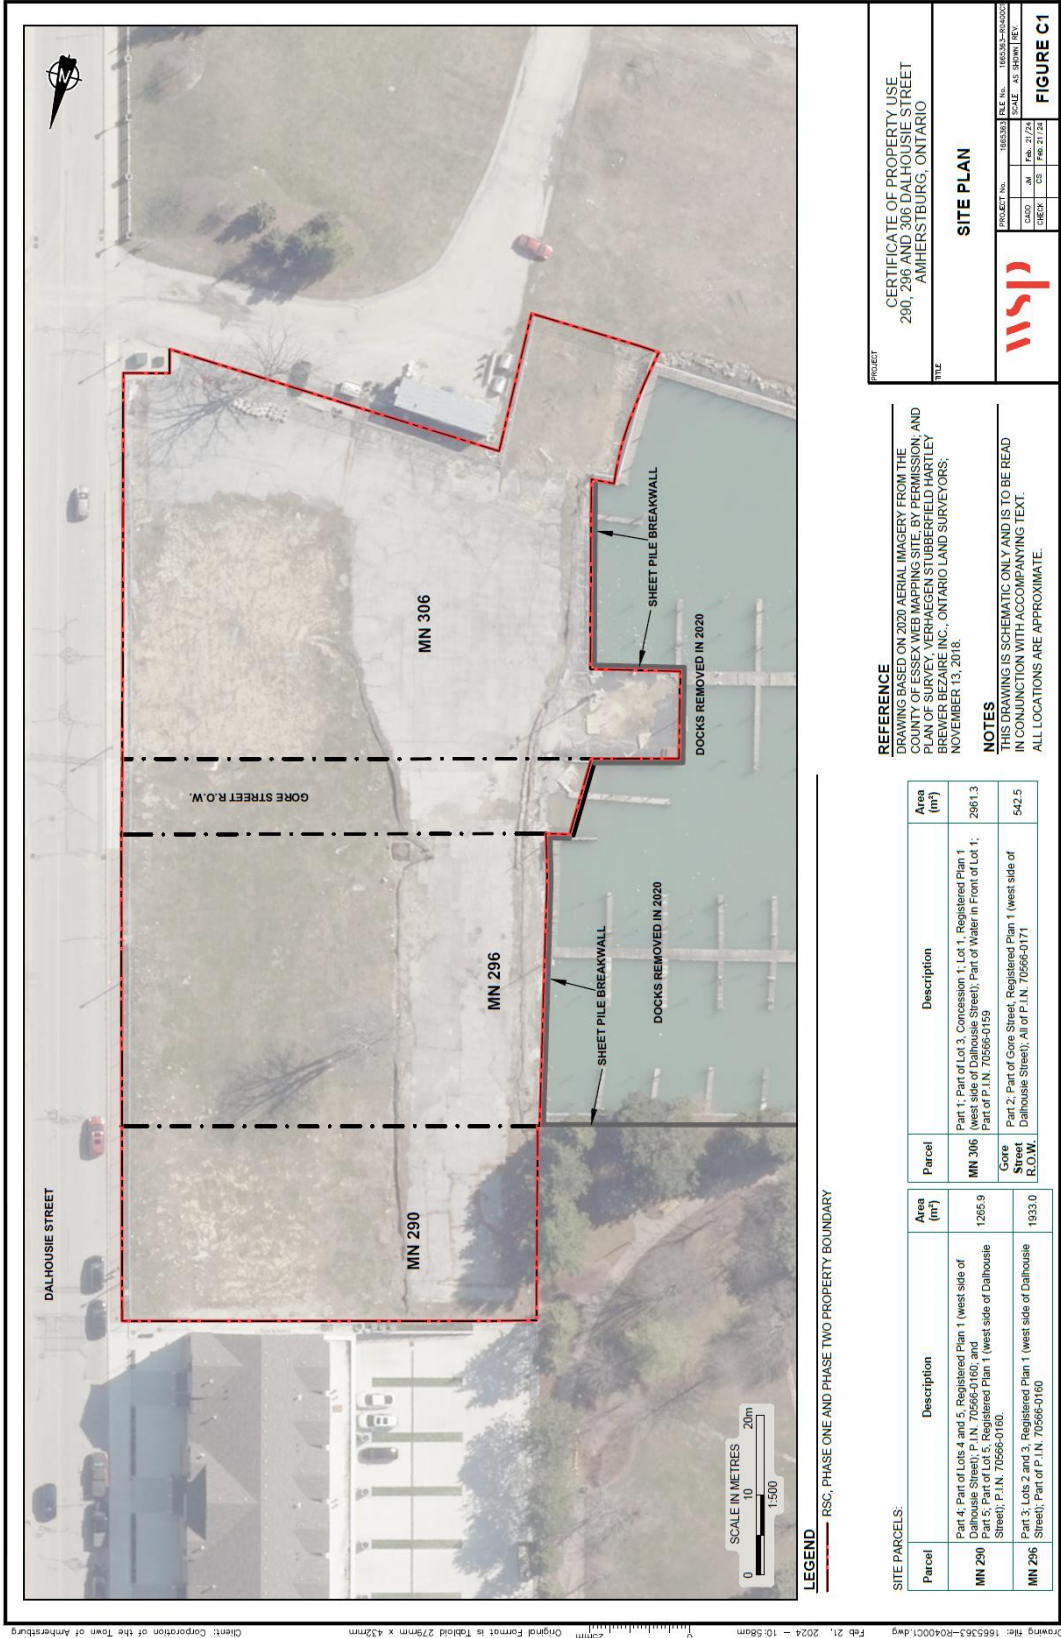 DALHOUSIE STREET
GORE STREET R.O.W.
MN 306
MN 296
MN 290
SHEET PILE BREAKWALL
DOCKS REMOVED IN 2020
SHEET PILE BREAKWALL
DOCKS REMOVED IN 2020
N
SCALE IN METRES
0 10 20m
1:500
LEGEND
RSC, PHASE ONE AND PHASE TWO PROPERTY BOUNDARY
SITE PARCELS:
Parcel Description Area (m²)
MN 290
Part 4; Part of Lots 4 and 5, Registered Plan 1 (west side of
Dalhousie Street); P.I.N. 70566-0160; and
Part 5; Part of Lot 5, Registered Plan 1 (west side of Dalhousie
Street); P.I.N. 70566-0160.
1265.9
MN 296
Part 3; Lots 2 and 3, Registered Plan 1 (west side of Dalhousie
Street); Part of P.I.N. 70566-0160
1933.0
Parcel Description Area (m²)
MN 306
Part 1; Part of Lot 3, Concession 1; Lot 1, Registered Plan 1
(west side of Dalhousie Street); Part of Water in Front of Lot 1;
Part of P.I.N. 70566-0159
2961.3
Gore
Street
R.O.W.
Part 2; Part of Gore Street, Registered Plan 1 (west side of
Dalhousie Street); All of P.I.N. 70566-0171
542.5
REFERENCE
DRAWING BASED ON 2020 AERIAL IMAGERY FROM THE
COUNTY OF ESSEX WEB MAPPING SITE, BY PERMISSION; AND
PLAN OF SURVEY, VERHAEGEN STUBBERFIELD HARTLEY
BREWER BEZAIRE INC., ONTARIO LAND SURVEYORS;
NOVEMBER 13, 2018.
NOTES
THIS DRAWING IS SCHEMATIC ONLY AND IS TO BE READ
IN CONJUNCTION WITH ACCOMPANYING TEXT.
ALL LOCATIONS ARE APPROXIMATE.
PROJECT
CERTIFICATE OF PROPERTY USE
290, 296 AND 306 DALHOUSIE STREET
AMHERSTBURG, ONTARIO
TITLE
SITE PLAN
wsp
PROJECT No. 1665363 FILE No. 1665363-R04000C1
SCALE AS SHOWN REV.
CADD JM Feb. 21/24
CHECK CS Feb. 21/24
FIGURE C1
Drawing file: 1665363-R04000C1.dwg Feb 21, 2024 - 10:58am
25mm
Original Format is Tabloid 279mm x 432mm
Client: Corporation of the Town of Amherstburg